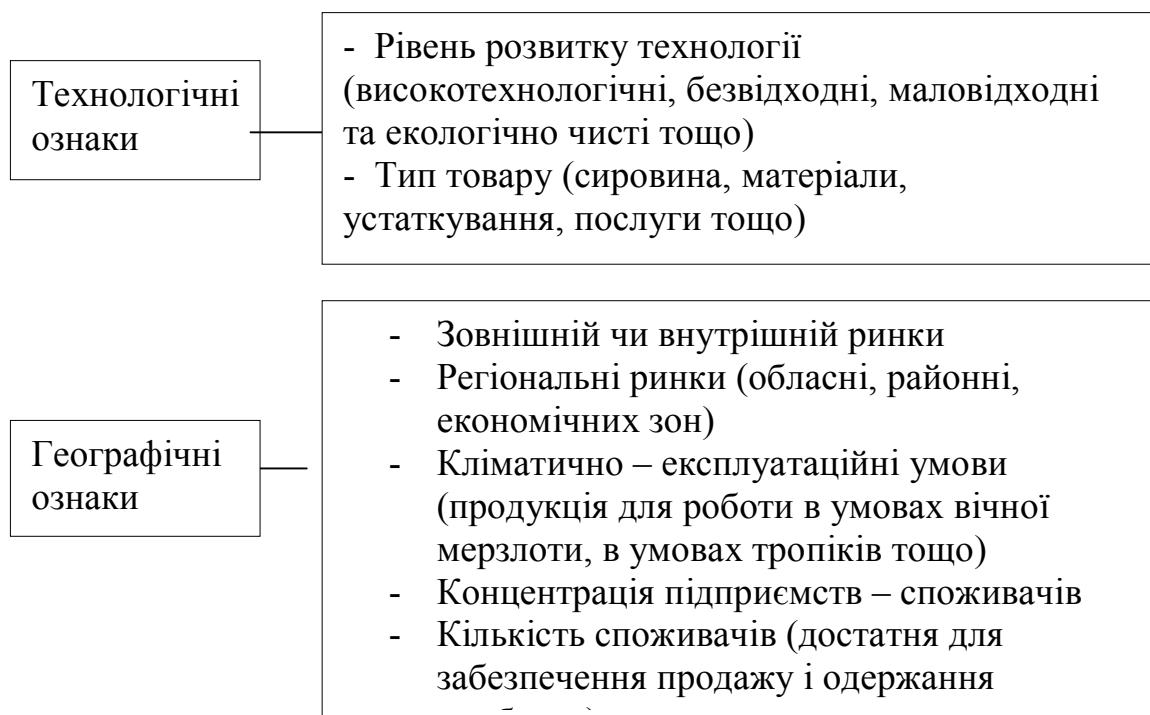 Технологічні
ознаки
- Рівень розвитку технології
(високотехнологічні, безвідходні, маловідходні
та екологічно чисті тощо)
- Тип товару (сировина, матеріали,
устаткування, послуги тощо)
Географічні
ознаки
- Зовнішній чи внутрішній ринки
- Регіональні ринки (обласні, районні,
економічних зон)
- Кліматично – експлуатаційні умови
(продукція для роботи в умовах вічної
мерзлоти, в умовах тропіків тощо)
- Концентрація підприємств – споживачів
- Кількість споживачів (достатня для
забезпечення продажу і одержання